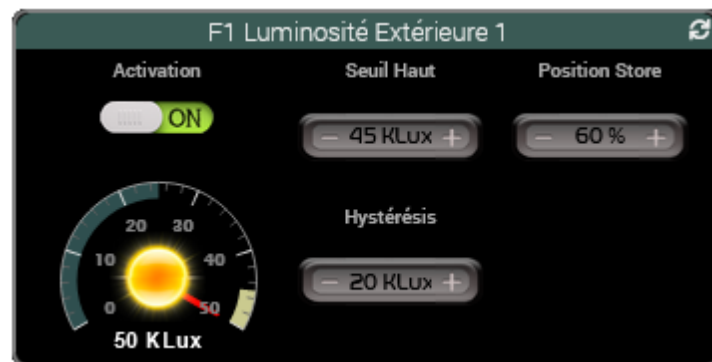 F1 Luminosité Extérieure 1
Activation
Seuil Haut
Position Store
ON
− 45 KLux +
− 60 % +
20 30
10 40
0 50
50 KLux
Hystérésis
− 20 KLux +